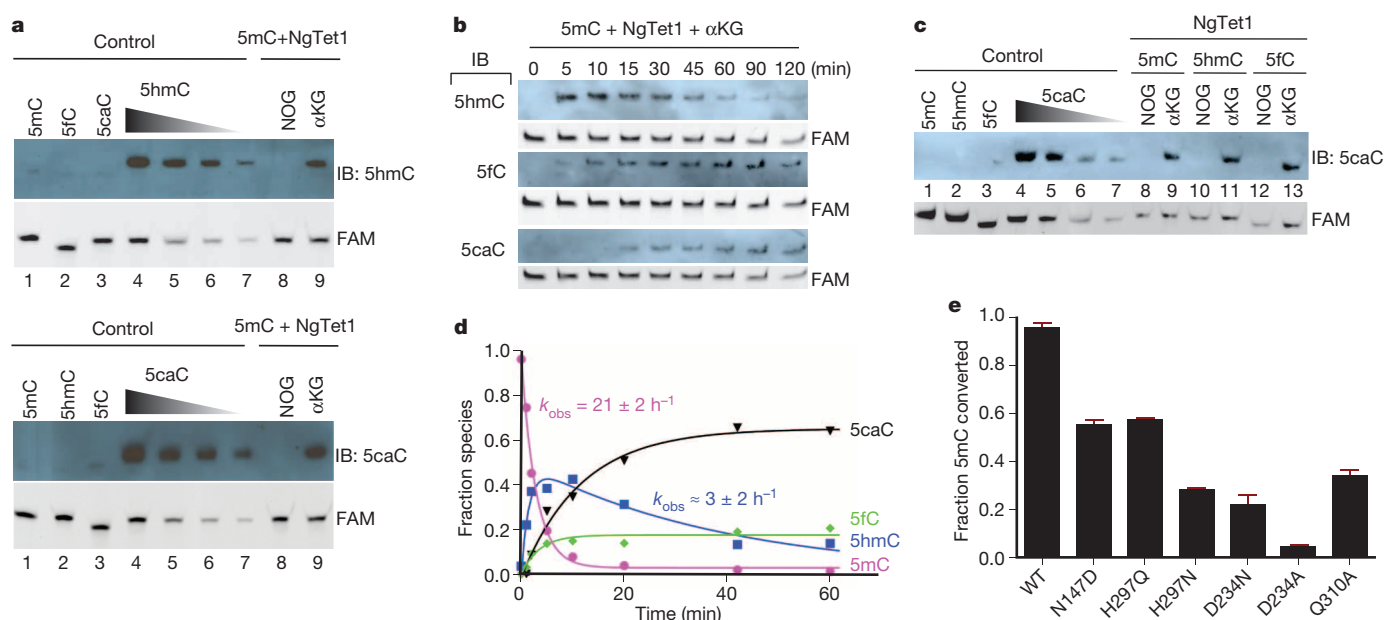 a
Control
5mC+NgTet1
5mC
5fC
5caC
5hmC
NOG
αKG
IB: 5hmC
FAM
1 2 3 4 5 6 7 8 9
Control
5mC + NgTet1
5mC
5hmC
5fC
5caC
NOG
αKG
IB: 5caC
FAM
1 2 3 4 5 6 7 8 9
b
5mC + NgTet1 + αKG
IB
0 5 10 15 30 45 60 90 120 (min)
5hmC
FAM
5fC
FAM
5caC
FAM
c
NgTet1
Control
5mC 5hmC 5fC
5mC
5hmC
5fC
5caC
NOG
αKG
NOG
αKG
NOG
αKG
IB: 5caC
1 2 3 4 5 6 7 8 9 10 11 12 13
FAM
d
Fraction species
1.0
0.8
0.6
0.4
0.2
0.0
kobs = 21 ± 2 h⁻¹
kobs ≈ 3 ± 2 h⁻¹
5caC
5fC
5hmC
5mC
0 20 40 60
Time (min)
e
Fraction 5mC converted
1.0
0.8
0.6
0.4
0.2
0.0
WT
N147D
H297Q
H297N
D234N
D234A
Q310A